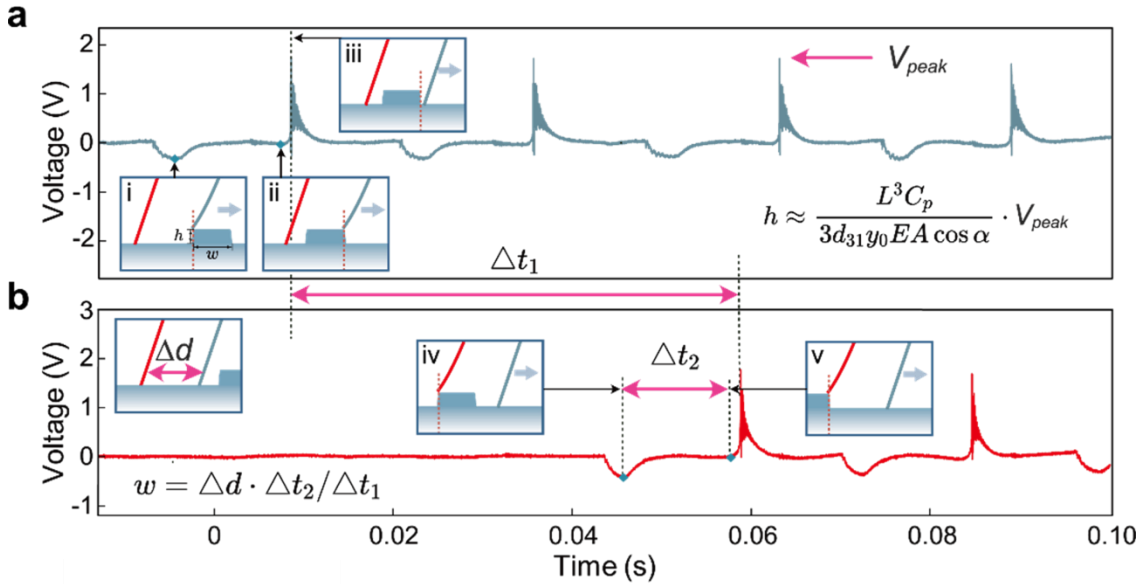 a
Voltage (V)
2
1
0
-1
-2
i
h
w
ii
iii
V_peak
h ≈ L³C_p / 3d₃₁y₀EA cos α · V_peak
△t₁
b
Voltage (V)
3
2
1
0
-1
Δd
iv
△t₂
v
w = △d · △t₂/△t₁
0
0.02
0.04
0.06
0.08
0.10
Time (s)